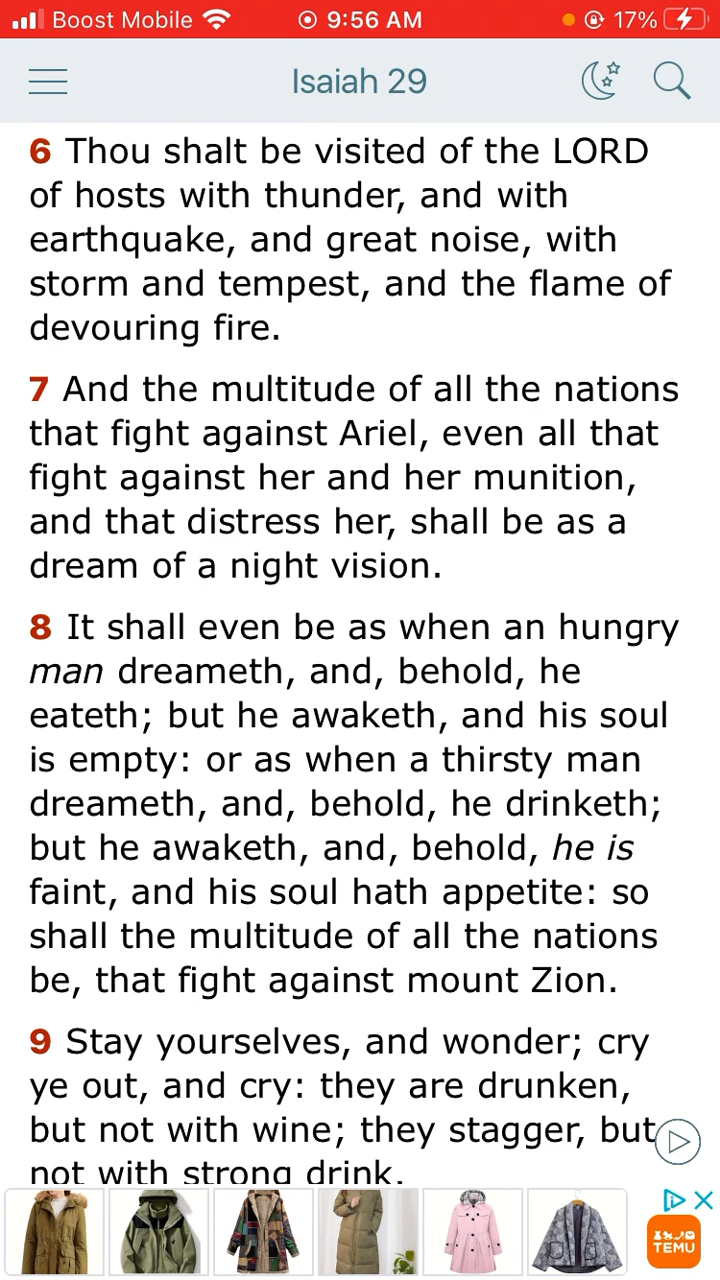 Boost Mobile 9:56 AM 17%
Isaiah 29
6 Thou shalt be visited of the LORD
of hosts with thunder, and with
earthquake, and great noise, with
storm and tempest, and the flame of
devouring fire.
7 And the multitude of all the nations
that fight against Ariel, even all that
fight against her and her munition,
and that distress her, shall be as a
dream of a night vision.
8 It shall even be as when an hungry
man dreameth, and, behold, he
eateth; but he awaketh, and his soul
is empty: or as when a thirsty man
dreameth, and, behold, he drinketh;
but he awaketh, and, behold, he is
faint, and his soul hath appetite: so
shall the multitude of all the nations
be, that fight against mount Zion.
9 Stay yourselves, and wonder; cry
ye out, and cry: they are drunken,
but not with wine; they stagger, but
not with strong drink.
TEMU